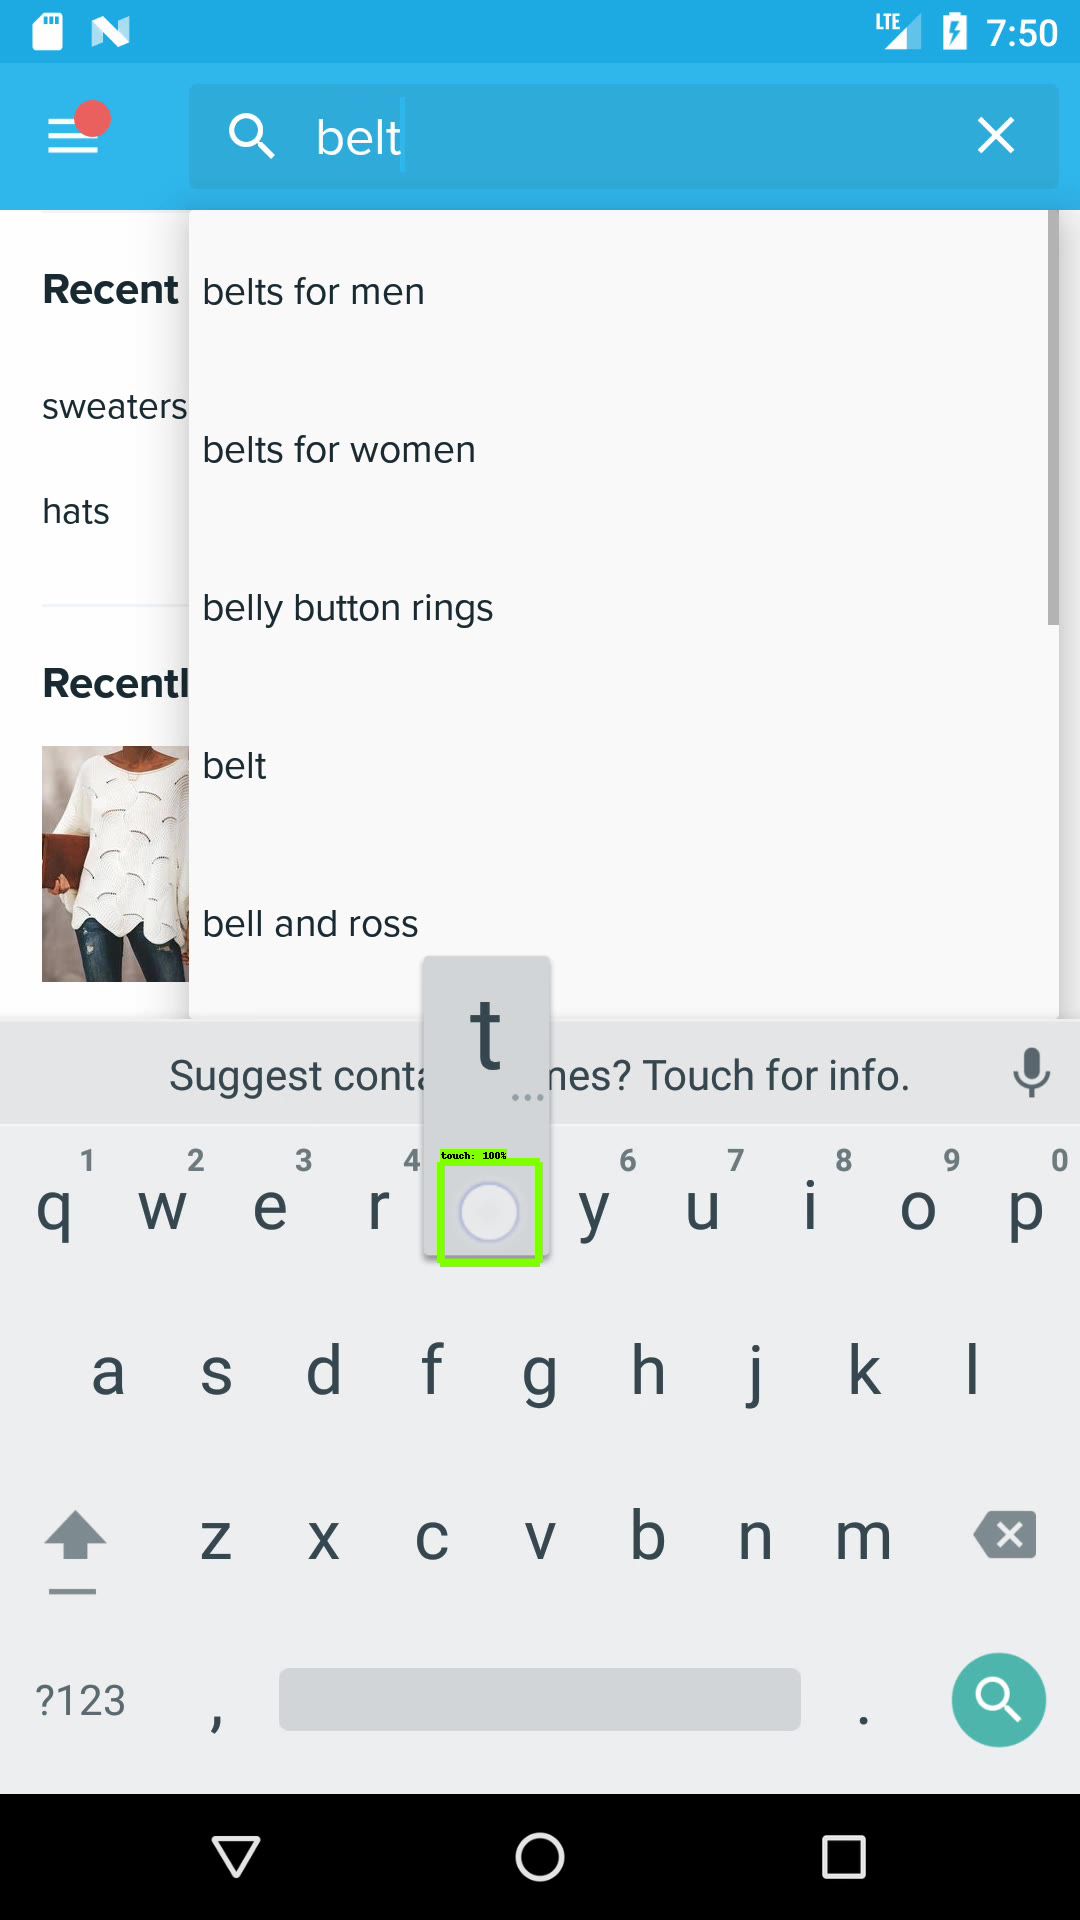 LTE 7:50
belt
Recent
belts for men
sweaters
belts for women
hats
belly button rings
Recentl
belt
bell and ross
t
...
Suggest conta nes? Touch for info.
touch: 100%
1 2 3 4 6 7 8 9 0
q w e r y u i o p
a s d f g h j k l
z x c v b n m
?123 , .